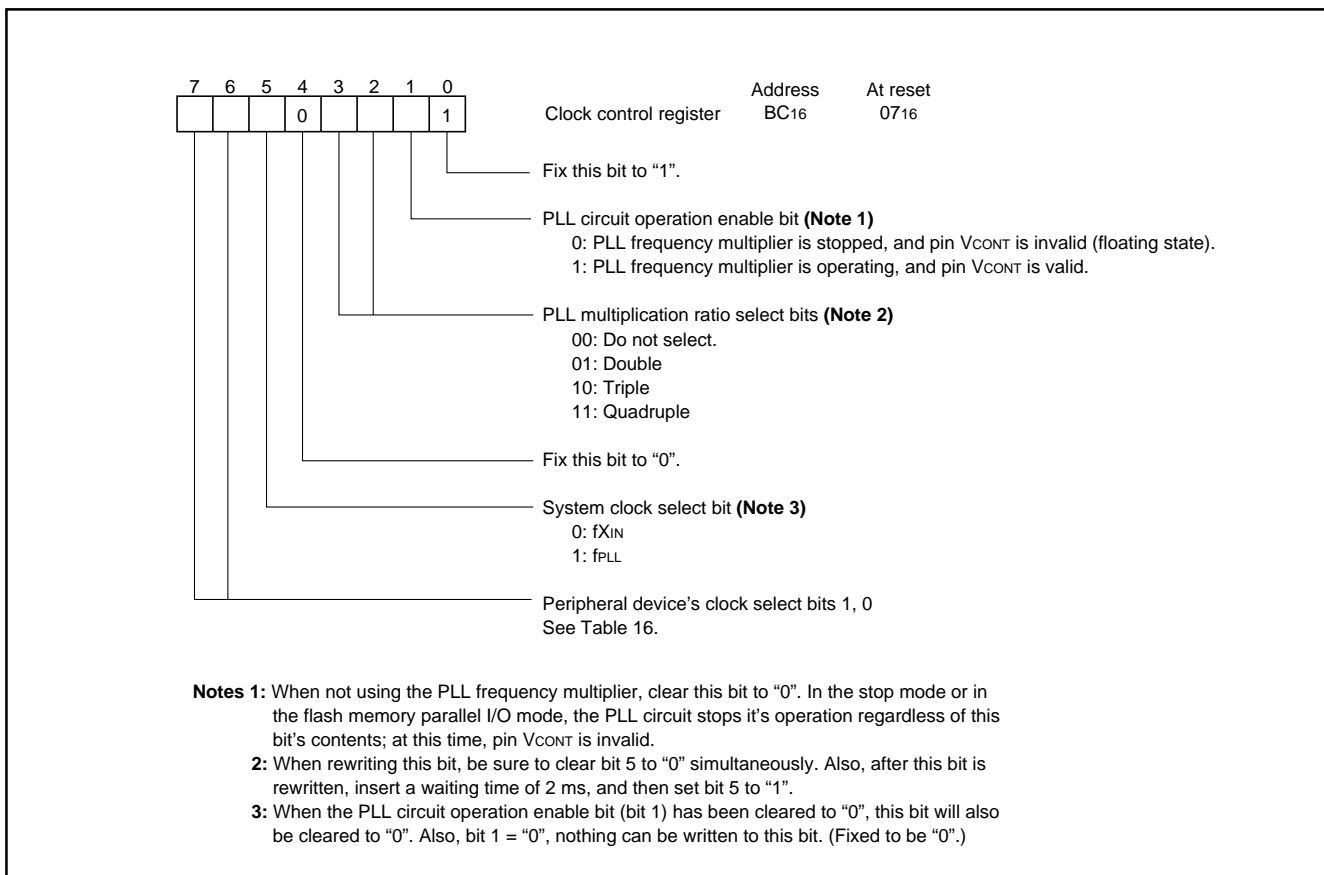 7 6 5 4 3 2 1 0
0 1
Clock control register
Address
BC16
At reset
0716
Fix this bit to “1”.
PLL circuit operation enable bit (Note 1)
0: PLL frequency multiplier is stopped, and pin VCONT is invalid (floating state).
1: PLL frequency multiplier is operating, and pin VCONT is valid.
PLL multiplication ratio select bits (Note 2)
00: Do not select.
01: Double
10: Triple
11: Quadruple
Fix this bit to “0”.
System clock select bit (Note 3)
0: fXIN
1: fPLL
Peripheral device’s clock select bits 1, 0
See Table 16.
Notes 1: When not using the PLL frequency multiplier, clear this bit to “0”. In the stop mode or in
the flash memory parallel I/O mode, the PLL circuit stops it’s operation regardless of this
bit’s contents; at this time, pin VCONT is invalid.
2: When rewriting this bit, be sure to clear bit 5 to “0” simultaneously. Also, after this bit is
rewritten, insert a waiting time of 2 ms, and then set bit 5 to “1”.
3: When the PLL circuit operation enable bit (bit 1) has been cleared to “0”, this bit will also
be cleared to “0”. Also, bit 1 = “0”, nothing can be written to this bit. (Fixed to be “0”.)